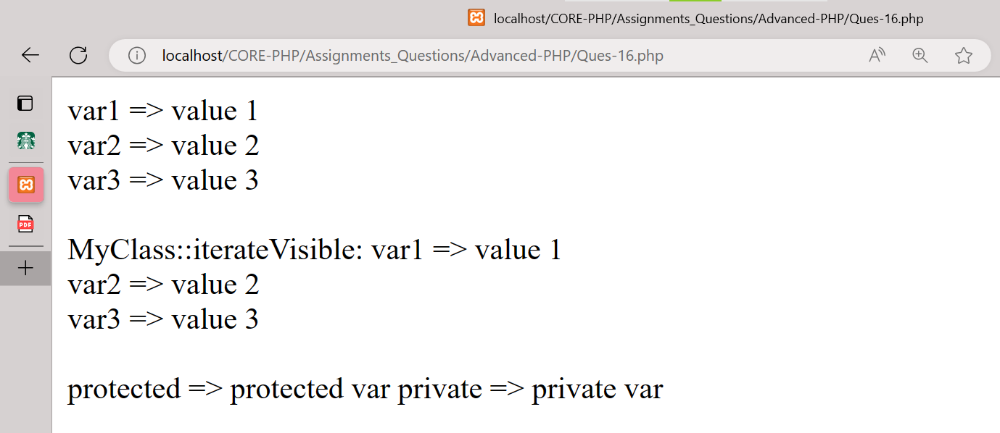 localhost/CORE-PHP/Assignments_Questions/Advanced-PHP/Ques-16.php
localhost/CORE-PHP/Assignments_Questions/Advanced-PHP/Ques-16.php
var1 => value 1
var2 => value 2
var3 => value 3
MyClass::iterateVisible: var1 => value 1
var2 => value 2
var3 => value 3
PDF
protected => protected var private => private var